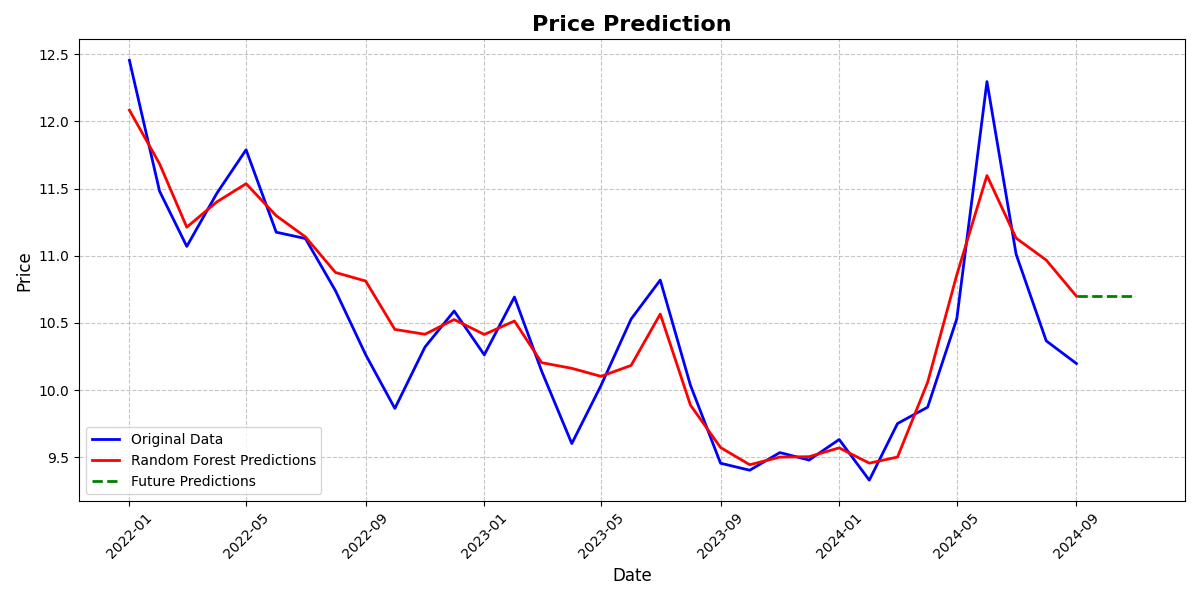 Price Prediction
12.5
12.0
11.5
11.0
10.5
10.0
9.5
Price
Original Data
Random Forest Predictions
Future Predictions
2022-01
2022-05
2022-09
2023-01
2023-05
2023-09
2024-01
2024-05
2024-09
Date